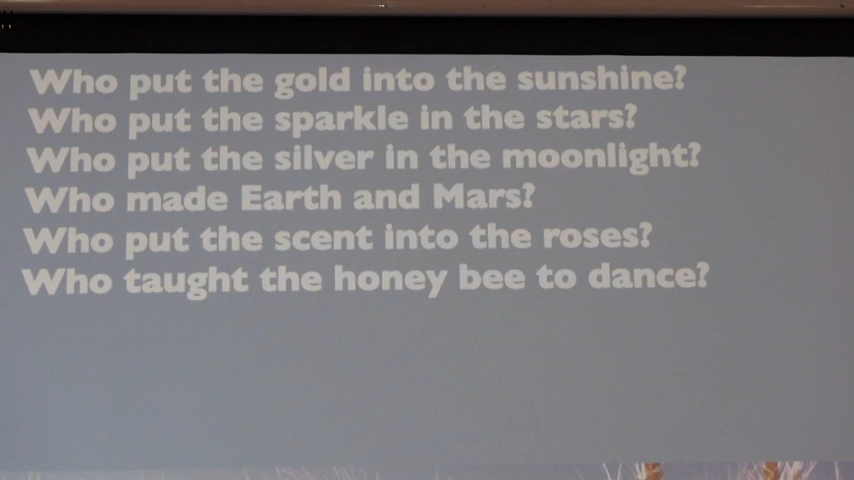 Who put the gold into the sunshine?
Who put the sparkle in the stars?
Who put the silver in the moonlight?
Who made Earth and Mars?
Who put the scent into the roses?
Who taught the honey bee to dance?